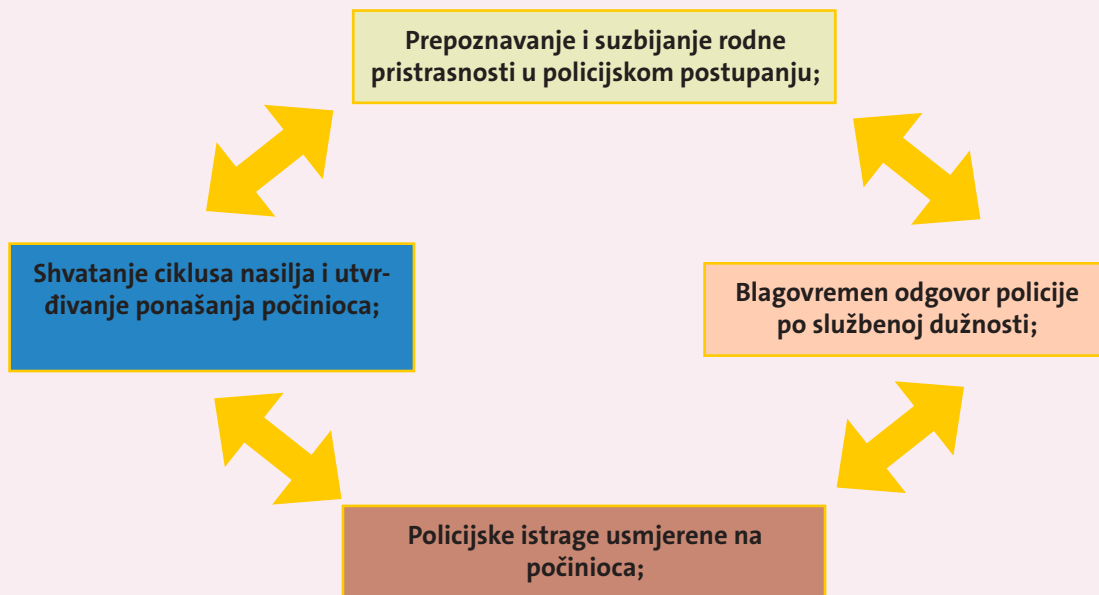 Prepoznavanje i suzbijanje rodne
pristrasnosti u policijskom postupanju;
Shvatanje ciklusa nasilja i utvr-
đivanje ponašanja počinioca;
Blagovremen odgovor policije
po službenoj dužnosti;
Policijske istrage usmjerene na
počinioca;